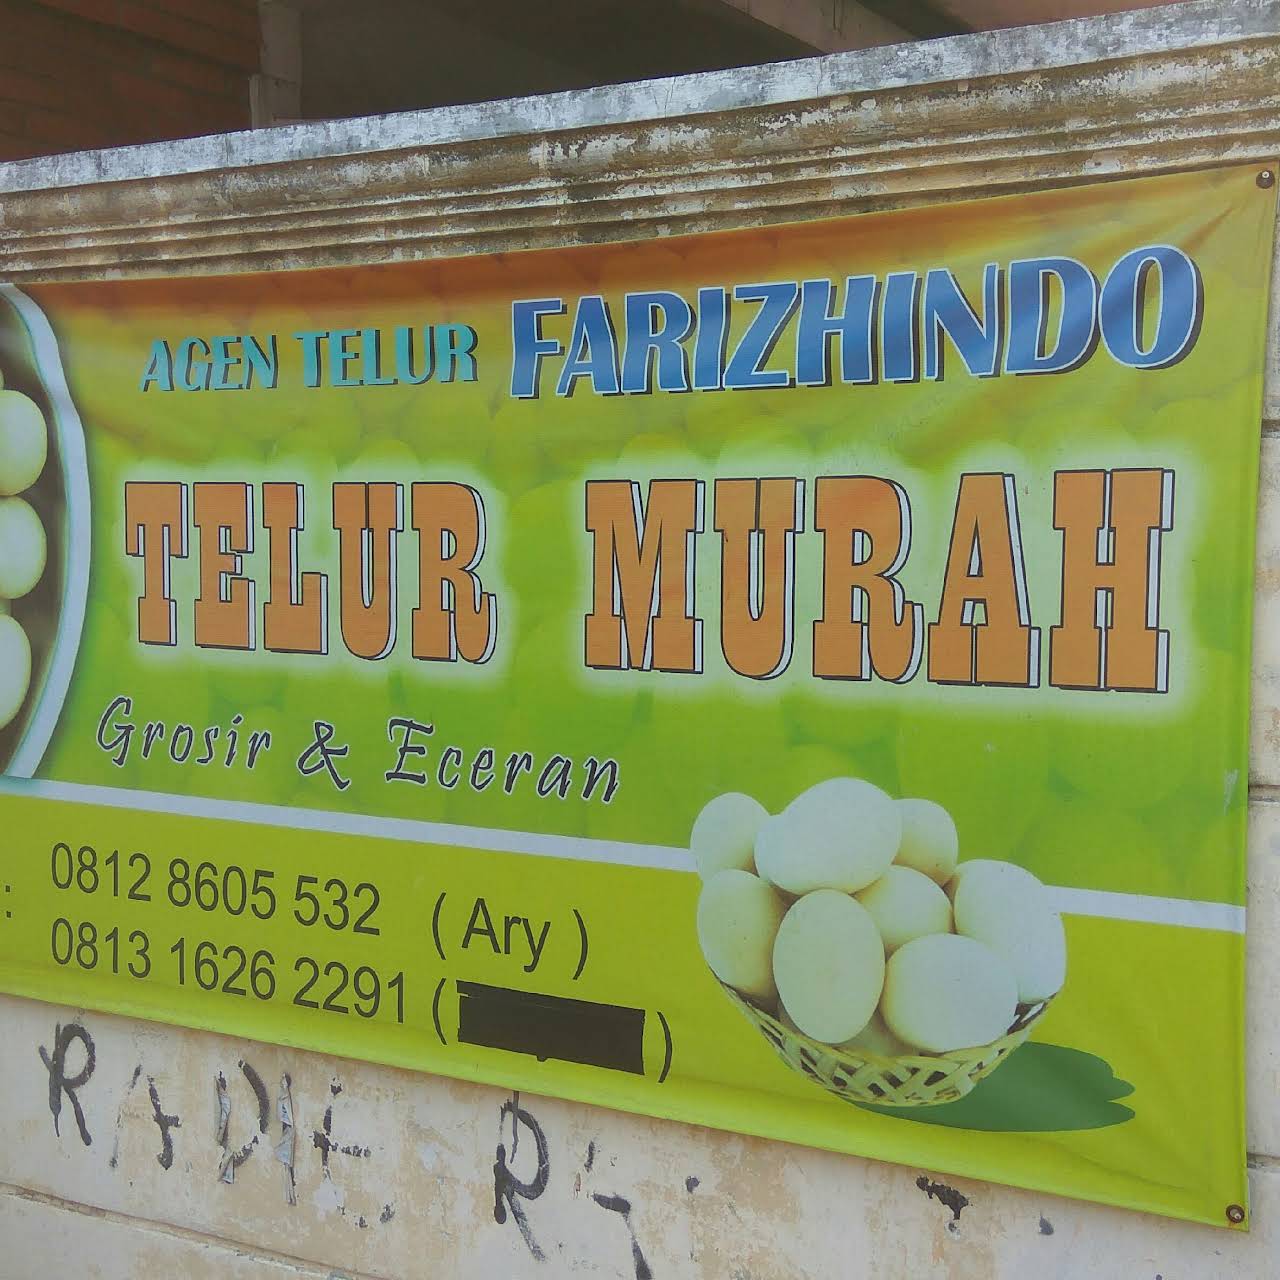 AGEN TELUR FARIZHINDO
TELUR MURAH
Grosir & Eceran
: 0812 8605 532 ( Ary )
: 0813 1626 2291 ( )